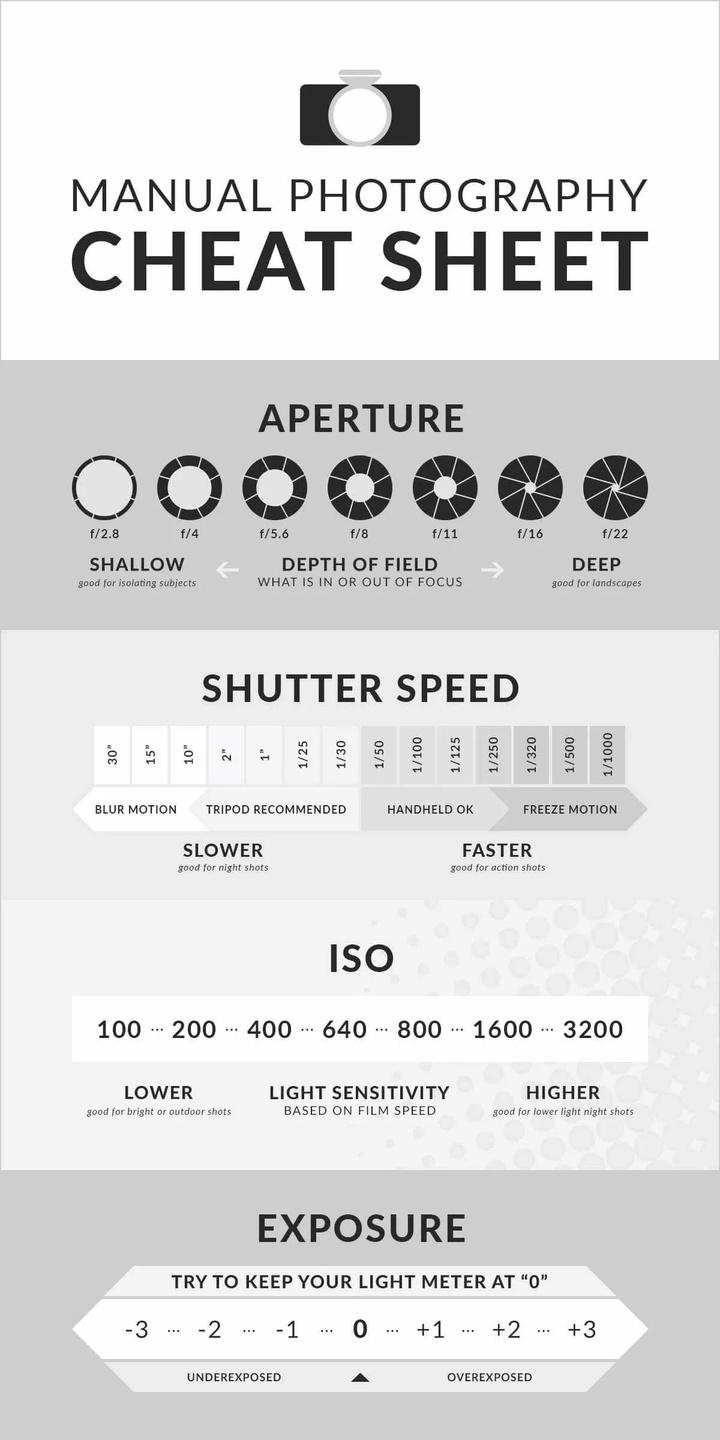 MANUAL PHOTOGRAPHY
CHEAT SHEET
APERTURE
f/2.8 f/4 f/5.6 f/8 f/11 f/16 f/22
SHALLOW
good for isolating subjects
DEPTH OF FIELD
WHAT IS IN OR OUT OF FOCUS
DEEP
good for landscapes
SHUTTER SPEED
30” 15” 10” 2” 1” 1/25 1/30 1/50 1/100 1/125 1/250 1/320 1/500 1/1000
BLUR MOTION TRIPOD RECOMMENDED HANDHELD OK FREEZE MOTION
SLOWER
good for night shots
FASTER
good for action shots
ISO
100 ... 200 ... 400 ... 640 ... 800 ... 1600 ... 3200
LOWER
good for bright or outdoor shots
LIGHT SENSITIVITY
BASED ON FILM SPEED
HIGHER
good for lower light night shots
EXPOSURE
TRY TO KEEP YOUR LIGHT METER AT “0”
-3 ... -2 ... -1 ... 0 ... +1 ... +2 ... +3
UNDEREXPOSED OVEREXPOSED